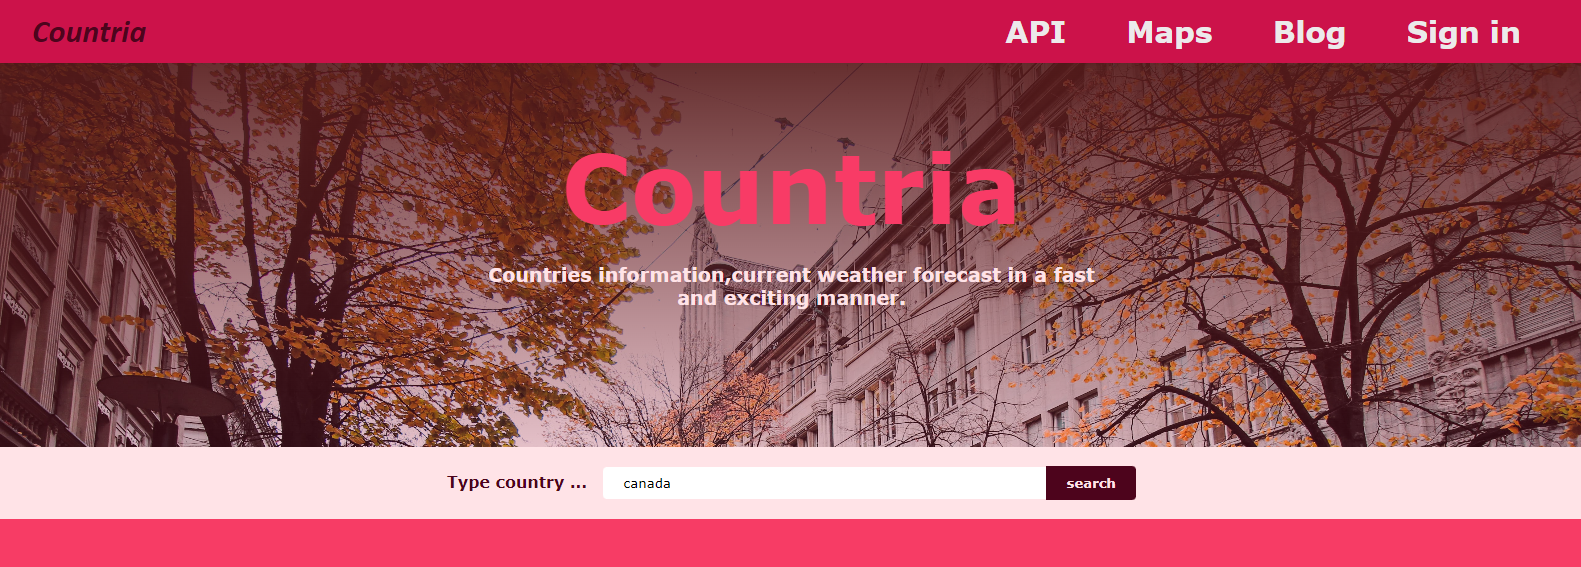 Countria
API Maps Blog Sign in
Countria
Countries information,current weather forecast in a fast
and exciting manner.
Type country ... canada search